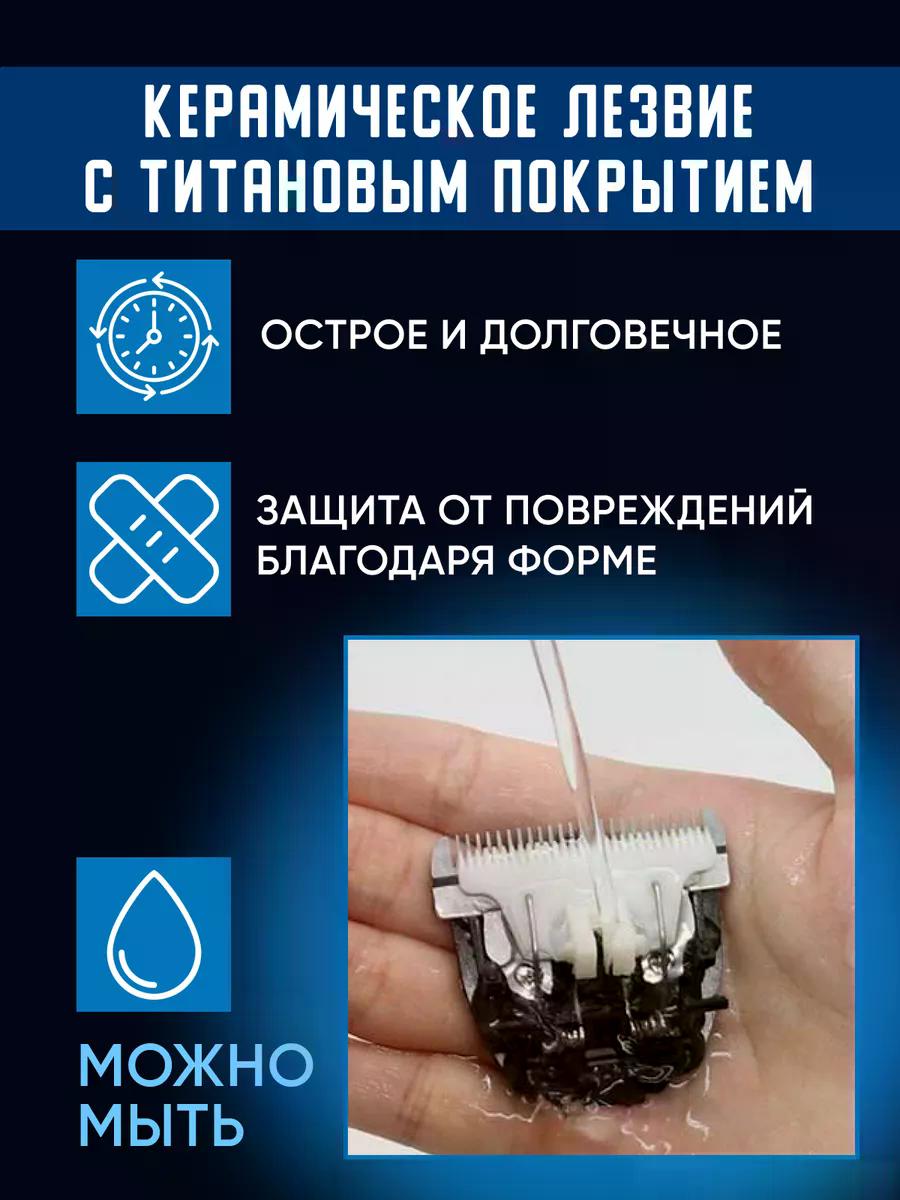 КЕРАМИЧЕСКОЕ ЛЕЗВИЕ
С ТИТАНОВЫМ ПОКРЫТИЕМ
ОСТРОЕ И ДОЛГОВЕЧНОЕ
ЗАЩИТА ОТ ПОВРЕЖДЕНИЙ
БЛАГОДАРЯ ФОРМЕ
МОЖНО
МЫТЬ